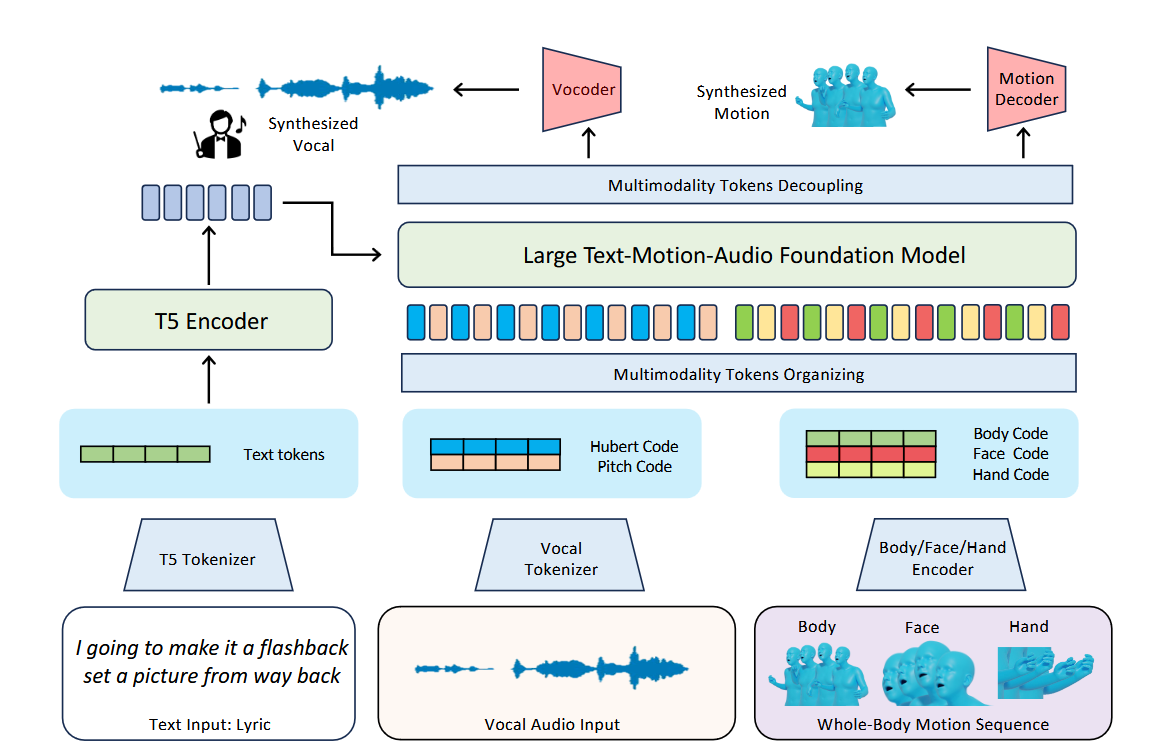 Synthesized
Vocal
Vocoder
Synthesized
Motion
Motion
Decoder
Multimodality Tokens Decoupling
Large Text-Motion-Audio Foundation Model
T5 Encoder
Multimodality Tokens Organizing
Text tokens
Hubert Code
Pitch Code
Body Code
Face Code
Hand Code
T5 Tokenizer
Vocal
Tokenizer
Body/Face/Hand
Encoder
I going to make it a flashback
set a picture from way back
Text Input: Lyric
Vocal Audio Input
Body
Face
Hand
Whole-Body Motion Sequence